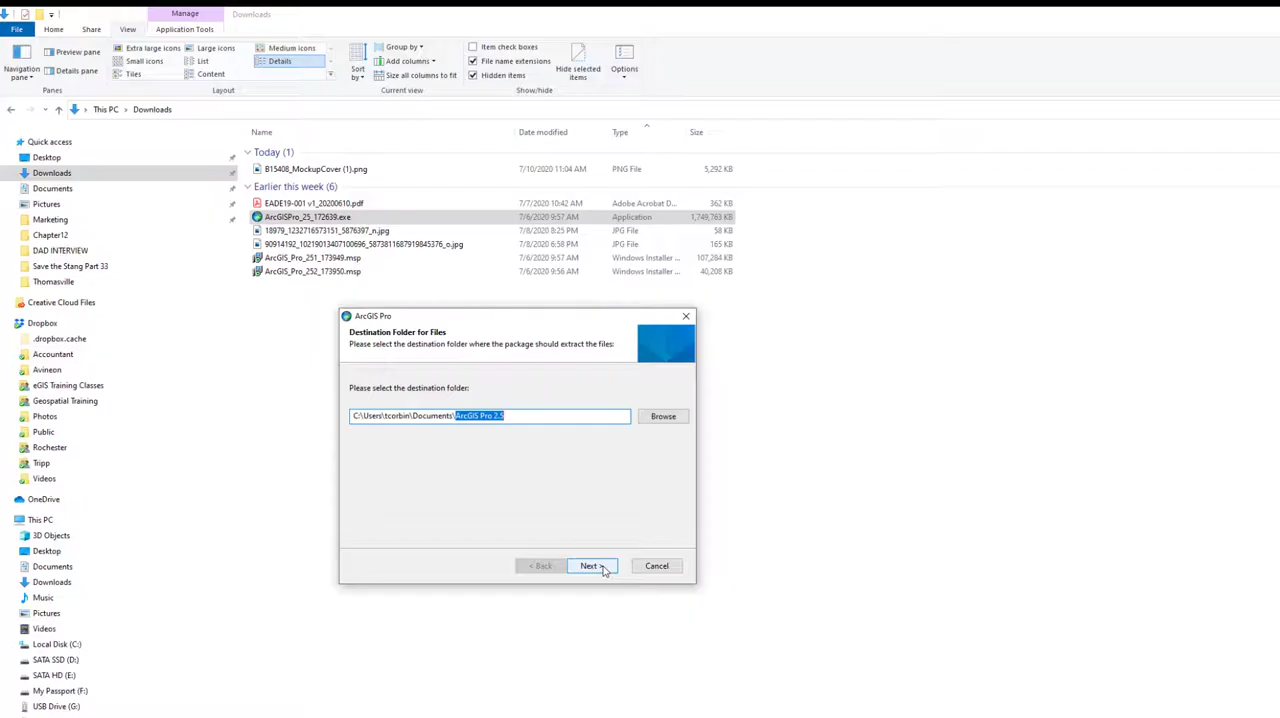 Manage
Downloads
File
Home
Share
View
Application Tools
Navigation
pane
Preview pane
Details pane
Panes
Extra large icons
Large icons
Medium icons
Small icons
List
Details
Tiles
Content
Layout
Sort
by
Group by
Add columns
Size all columns to fit
Current view
Item check boxes
File name extensions
Hidden items
Hide selected
items
Show/hide
Options
This PC
Downloads
Name
Date modified
Type
Size
Today (1)
B15408_MockupCover (1).png 7/10/2020 11:04 AM PNG File 5,292 KB
Earlier this week (6)
EADE19-001 v1_20200610.pdf 7/7/2020 10:42 AM Adobe Acrobat D... 362 KB
ArcGISPro_25_172639.exe 7/6/2020 9:57 AM Application 1,749,763 KB
18979_1232716573151_5876397_n.jpg 7/8/2020 8:25 PM JPG File 58 KB
90914192_10219013407100696_5873811687919845376_o.jpg 7/8/2020 6:58 PM JPG File 165 KB
ArcGIS_Pro_251_173949.msp 7/6/2020 9:57 AM Windows Installer ... 107,284 KB
ArcGIS_Pro_252_173950.msp 7/6/2020 9:56 AM Windows Installer ... 40,208 KB
Quick access
Desktop
Downloads
Documents
Pictures
Marketing
Chapter12
DAD INTERVIEW
Save the Stang Part 33
Thomasville
Creative Cloud Files
Dropbox
.dropbox.cache
Accountant
Avineon
eGIS Training Classes
Geospatial Training
Photos
Public
Rochester
Tripp
Videos
OneDrive
This PC
3D Objects
Desktop
Documents
Downloads
Music
Pictures
Videos
Local Disk (C:)
SATA SSD (D:)
SATA HD (E:)
My Passport (F:)
USB Drive (G:)
ArcGIS Pro
Destination Folder for Files
Please select the destination folder where the package should extract the files:
Please select the destination folder:
C:\Users\tcorbin\Documents\ArcGIS Pro 2.5
Browse
< Back
Next >
Cancel